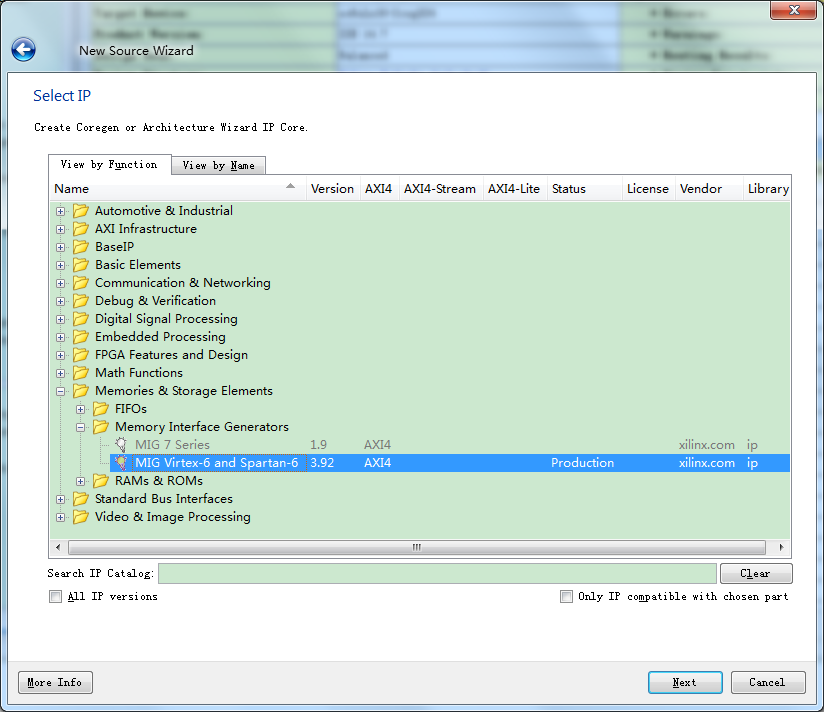 New Source Wizard
Select IP
Create Coregen or Architecture Wizard IP Core.
View by Function View by Name
Name Version AXI4 AXI4-Stream AXI4-Lite Status License Vendor Library
Automotive & Industrial
AXI Infrastructure
BaseIP
Basic Elements
Communication & Networking
Debug & Verification
Digital Signal Processing
Embedded Processing
FPGA Features and Design
Math Functions
Memories & Storage Elements
FIFOs
Memory Interface Generators
MIG 7 Series 1.9 AXI4 xilinx.com ip
MIG Virtex-6 and Spartan-6 3.92 AXI4 Production xilinx.com ip
RAMs & ROMs
Standard Bus Interfaces
Video & Image Processing
Search IP Catalog: Clear
All IP versions Only IP compatible with chosen part
More Info Next Cancel